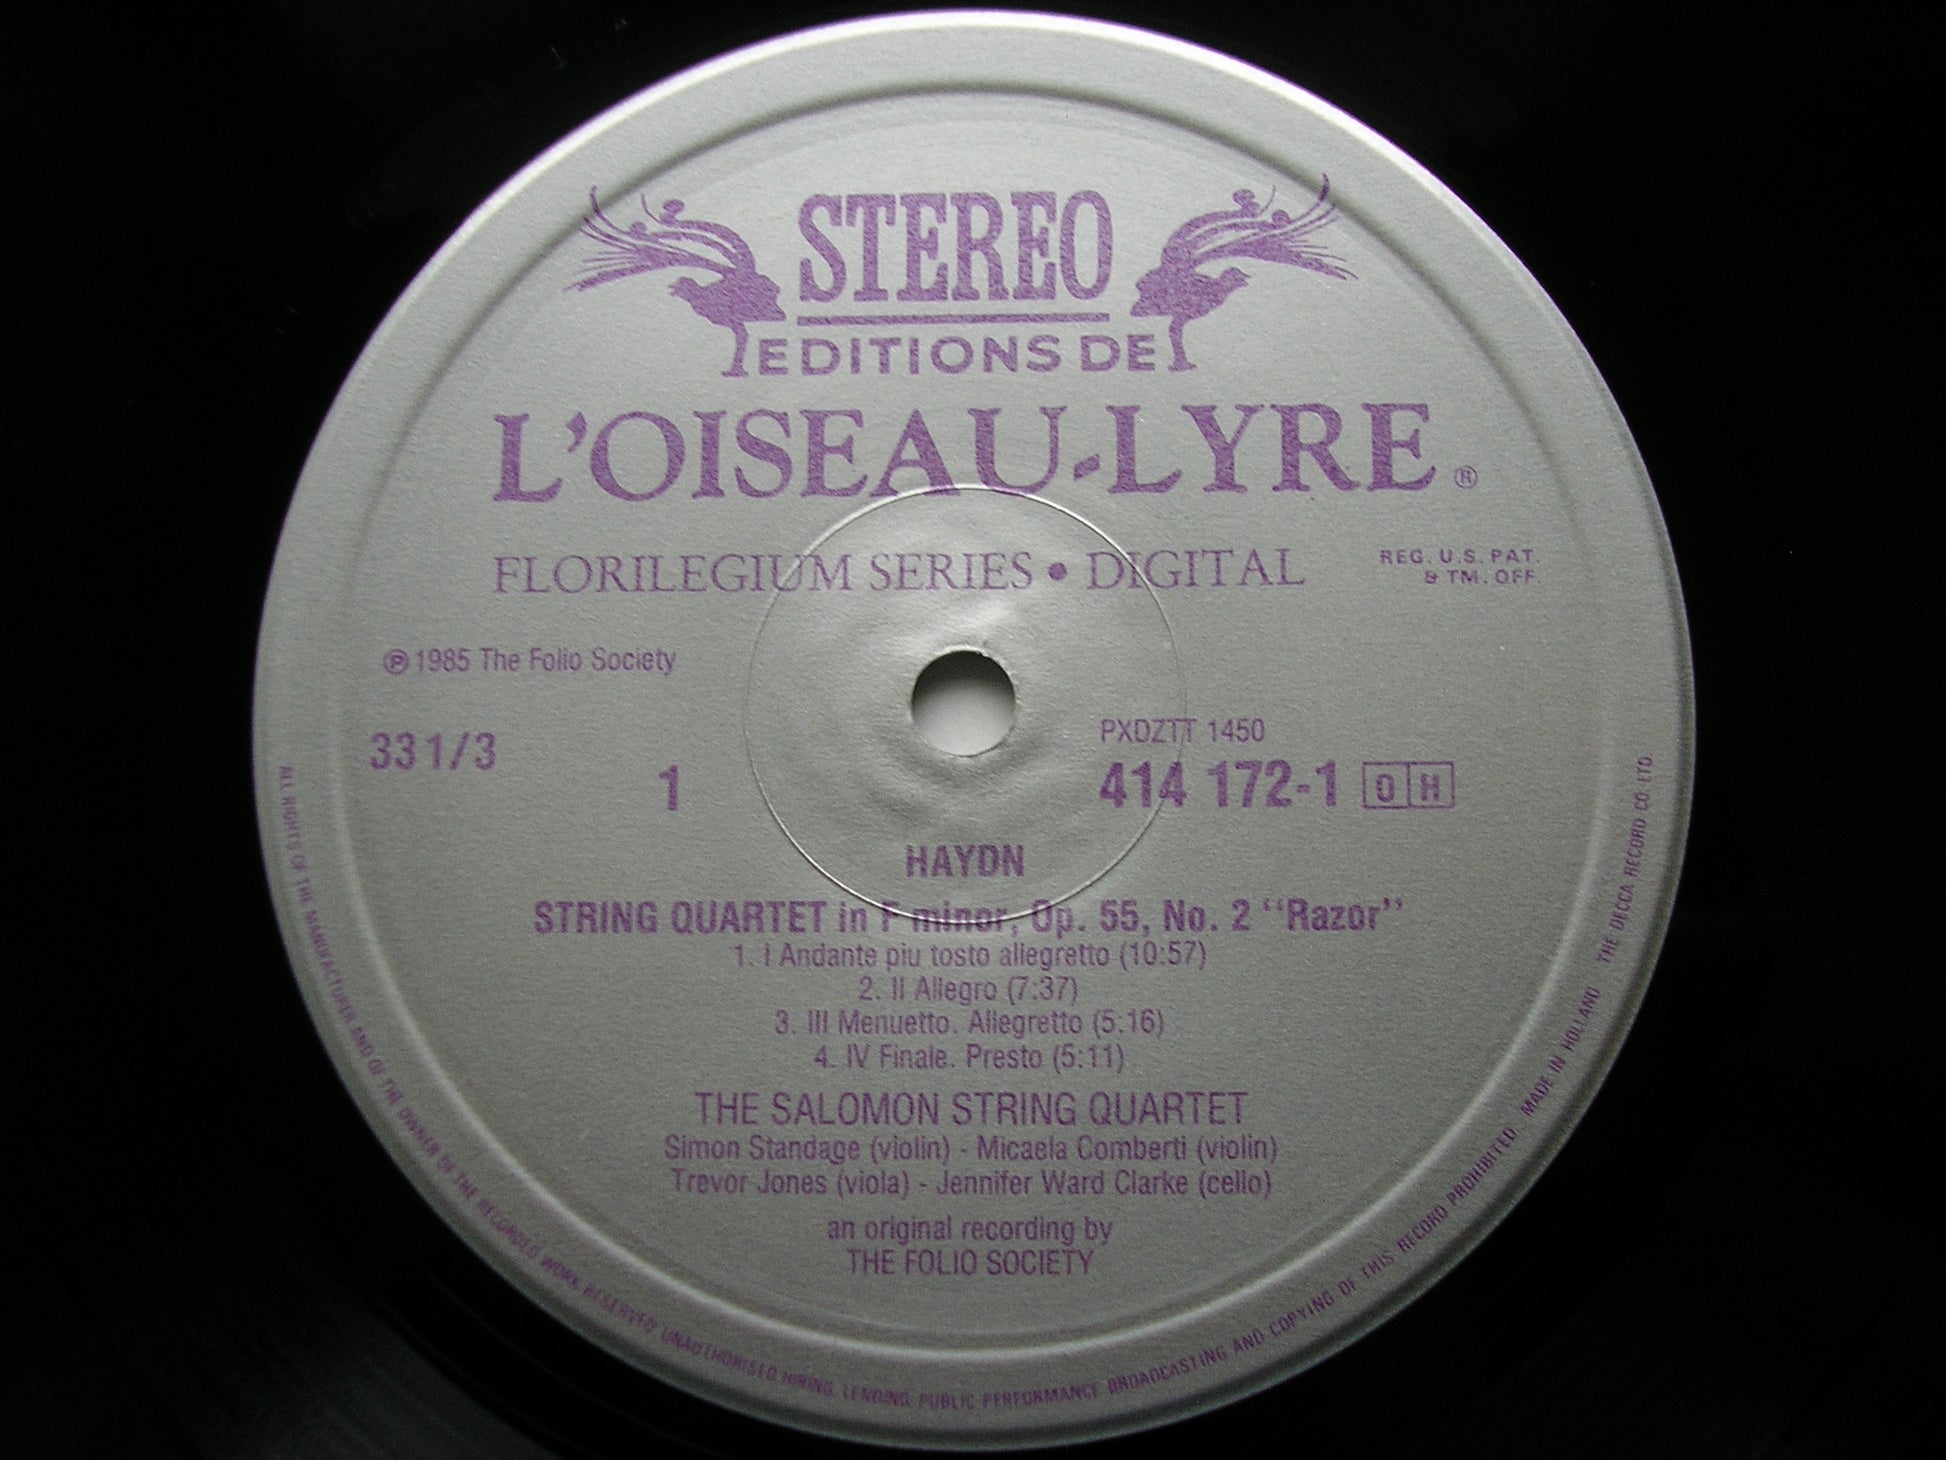 STEREO
EDITIONS DE
L'OISEAU-LYRE ®
FLORILEGIUM SERIES • DIGITAL
REG. U.S. PAT.
& TM. OFF.
℗ 1985 The Folio Society
33 1/3
1
PXDZTT 1450
414 172-1 O H
HAYDN
STRING QUARTET in F minor, Op. 55, No. 2 "Razor"
1. I Andante piu tosto allegretto (10:57)
2. II Allegro (7:37)
3. III Menuetto. Allegretto (5:16)
4. IV Finale. Presto (5:11)
THE SALOMON STRING QUARTET
Simon Standage (violin) - Micaela Comberti (violin)
Trevor Jones (viola) - Jennifer Ward Clarke (cello)
an original recording by
THE FOLIO SOCIETY
ALL RIGHTS OF THE MANUFACTURER AND OF THE OWNER OF THE RECORDED WORK RESERVED UNAUTHORISED HIRING, LENDING, PUBLIC PERFORMANCE BROADCASTING AND COPYING OF THIS RECORD PROHIBITED MADE IN HOLLAND THE DECCA RECORD CO. LTD